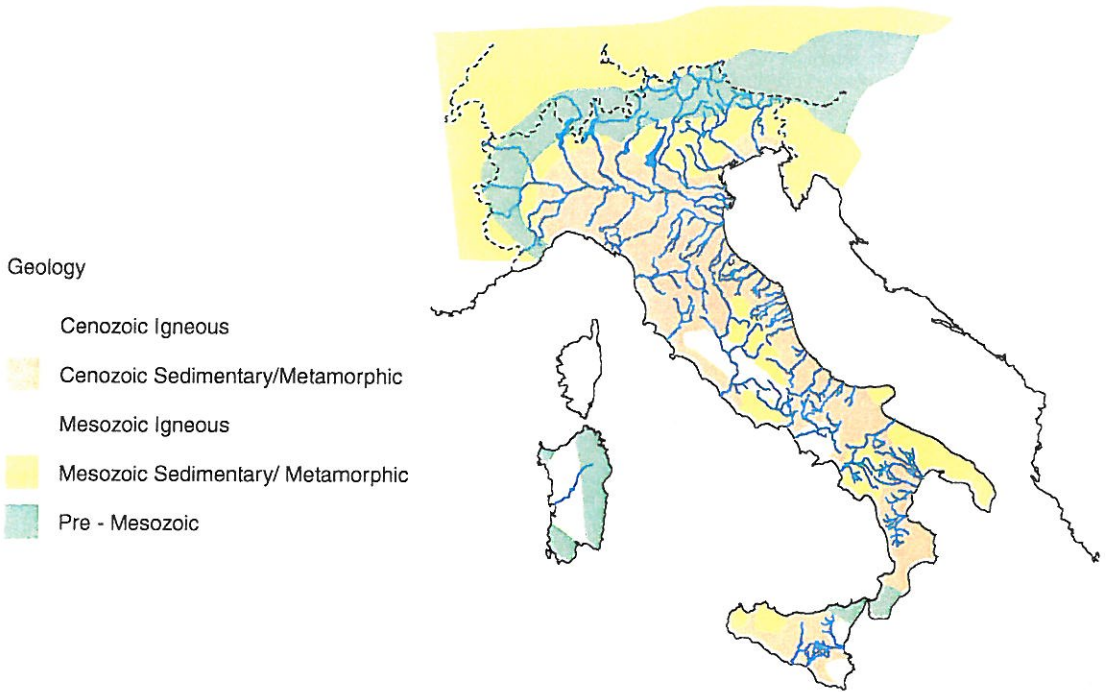 Geology
Cenozoic Igneous
Cenozoic Sedimentary/Metamorphic
Mesozoic Igneous
Mesozoic Sedimentary/ Metamorphic
Pre - Mesozoic